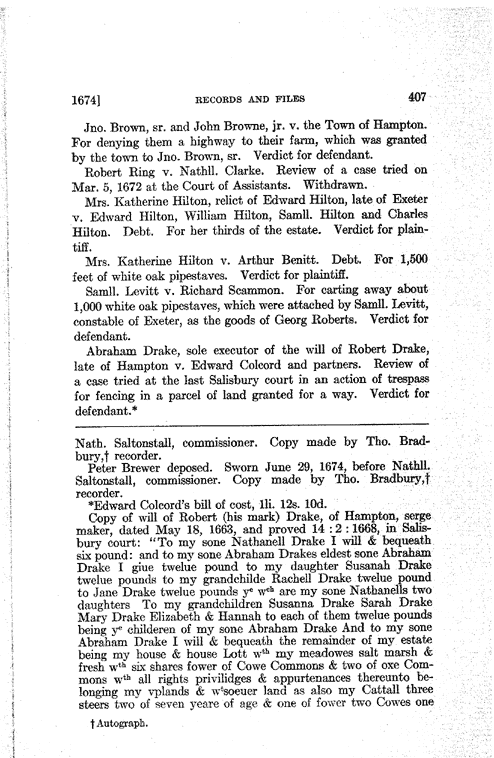 1674] RECORDS AND FILES 407
Jno. Brown, sr. and John Browne, jr. v. the Town of Hampton.
For denying them a highway to their farm, which was granted
by the town to Jno. Brown, sr. Verdict for defendant.
Robert Ring v. Nathll. Clarke. Review of a case tried on
Mar. 5, 1672 at the Court of Assistants. Withdrawn.
Mrs. Katherine Hilton, relict of Edward Hilton, late of Exeter
v. Edward Hilton, William Hilton, Samll. Hilton and Charles
Hilton. Debt. For her thirds of the estate. Verdict for plain-
tiff.
Mrs. Katherine Hilton v. Arthur Benitt. Debt. For 1,500
feet of white oak pipestaves. Verdict for plaintiff.
Samll. Levitt v. Richard Scammon. For carting away about
1,000 white oak pipestaves, which were attached by Samll. Levitt,
constable of Exeter, as the goods of Georg Roberts. Verdict for
defendant.
Abraham Drake, sole executor of the will of Robert Drake,
late of Hampton v. Edward Colcord and partners. Review of
a case tried at the last Salisbury court in an action of trespass
for fencing in a parcel of land granted for a way. Verdict for
defendant.*
Nath. Saltonstall, commissioner. Copy made by Tho. Brad-
bury,† recorder.
Peter Brewer deposed. Sworn June 29, 1674, before Nathll.
Saltonstall, commissioner. Copy made by Tho. Bradbury,†
recorder.
*Edward Colcord's bill of cost, 1li. 12s. 10d.
Copy of will of Robert (his mark) Drake, of Hampton, serge
maker, dated May 18, 1663, and proved 14 : 2 : 1668, in Salis-
bury court: "To my sone Nathanell Drake I will & bequeath
six pound: and to my sone Abraham Drakes eldest sone Abraham
Drake I giue twelue pound to my daughter Susanah Drake
twelue pounds to my grandchilde Rachell Drake twelue pound
to Jane Drake twelue pounds yᵉ wᶜʰ are my sone Nathanells two
daughters To my grandchildren Susanna Drake Sarah Drake
Mary Drake Elizabeth & Hannah to each of them twelue pounds
being yᵉ childeren of my sone Abraham Drake And to my sone
Abraham Drake I will & bequeath the remainder of my estate
being my house & house Lott wᵗʰ my meadowes salt marsh &
fresh wᵗʰ six shares fower of Cowe Commons & two of oxe Com-
mons wᵗʰ all rights privilidges & appurtenances thereunto be-
longing my vplands & wᵗsoeuer land as also my Cattall three
steers two of seven yeare of age & one of fower two Cowes one
†Autograph.